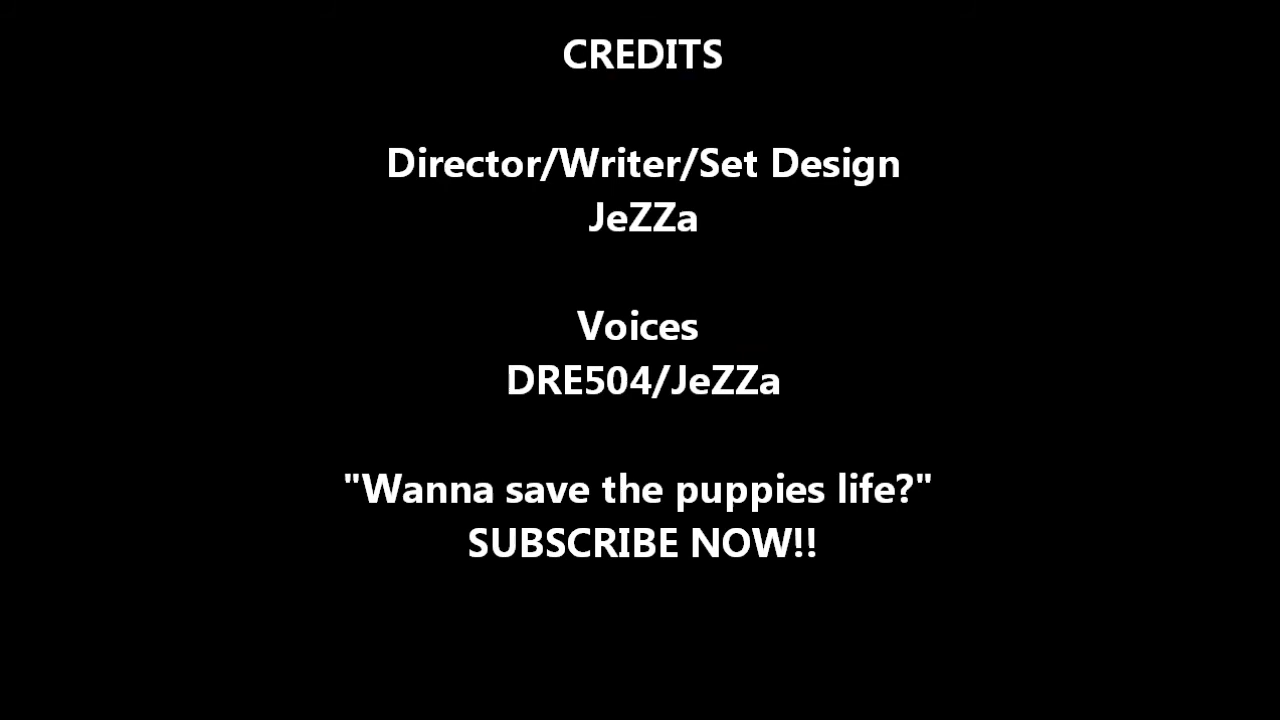 CREDITS
Director/Writer/Set Design
JeZZa
Voices
DRE504/JeZZa
"Wanna save the puppies life?"
SUBSCRIBE NOW!!